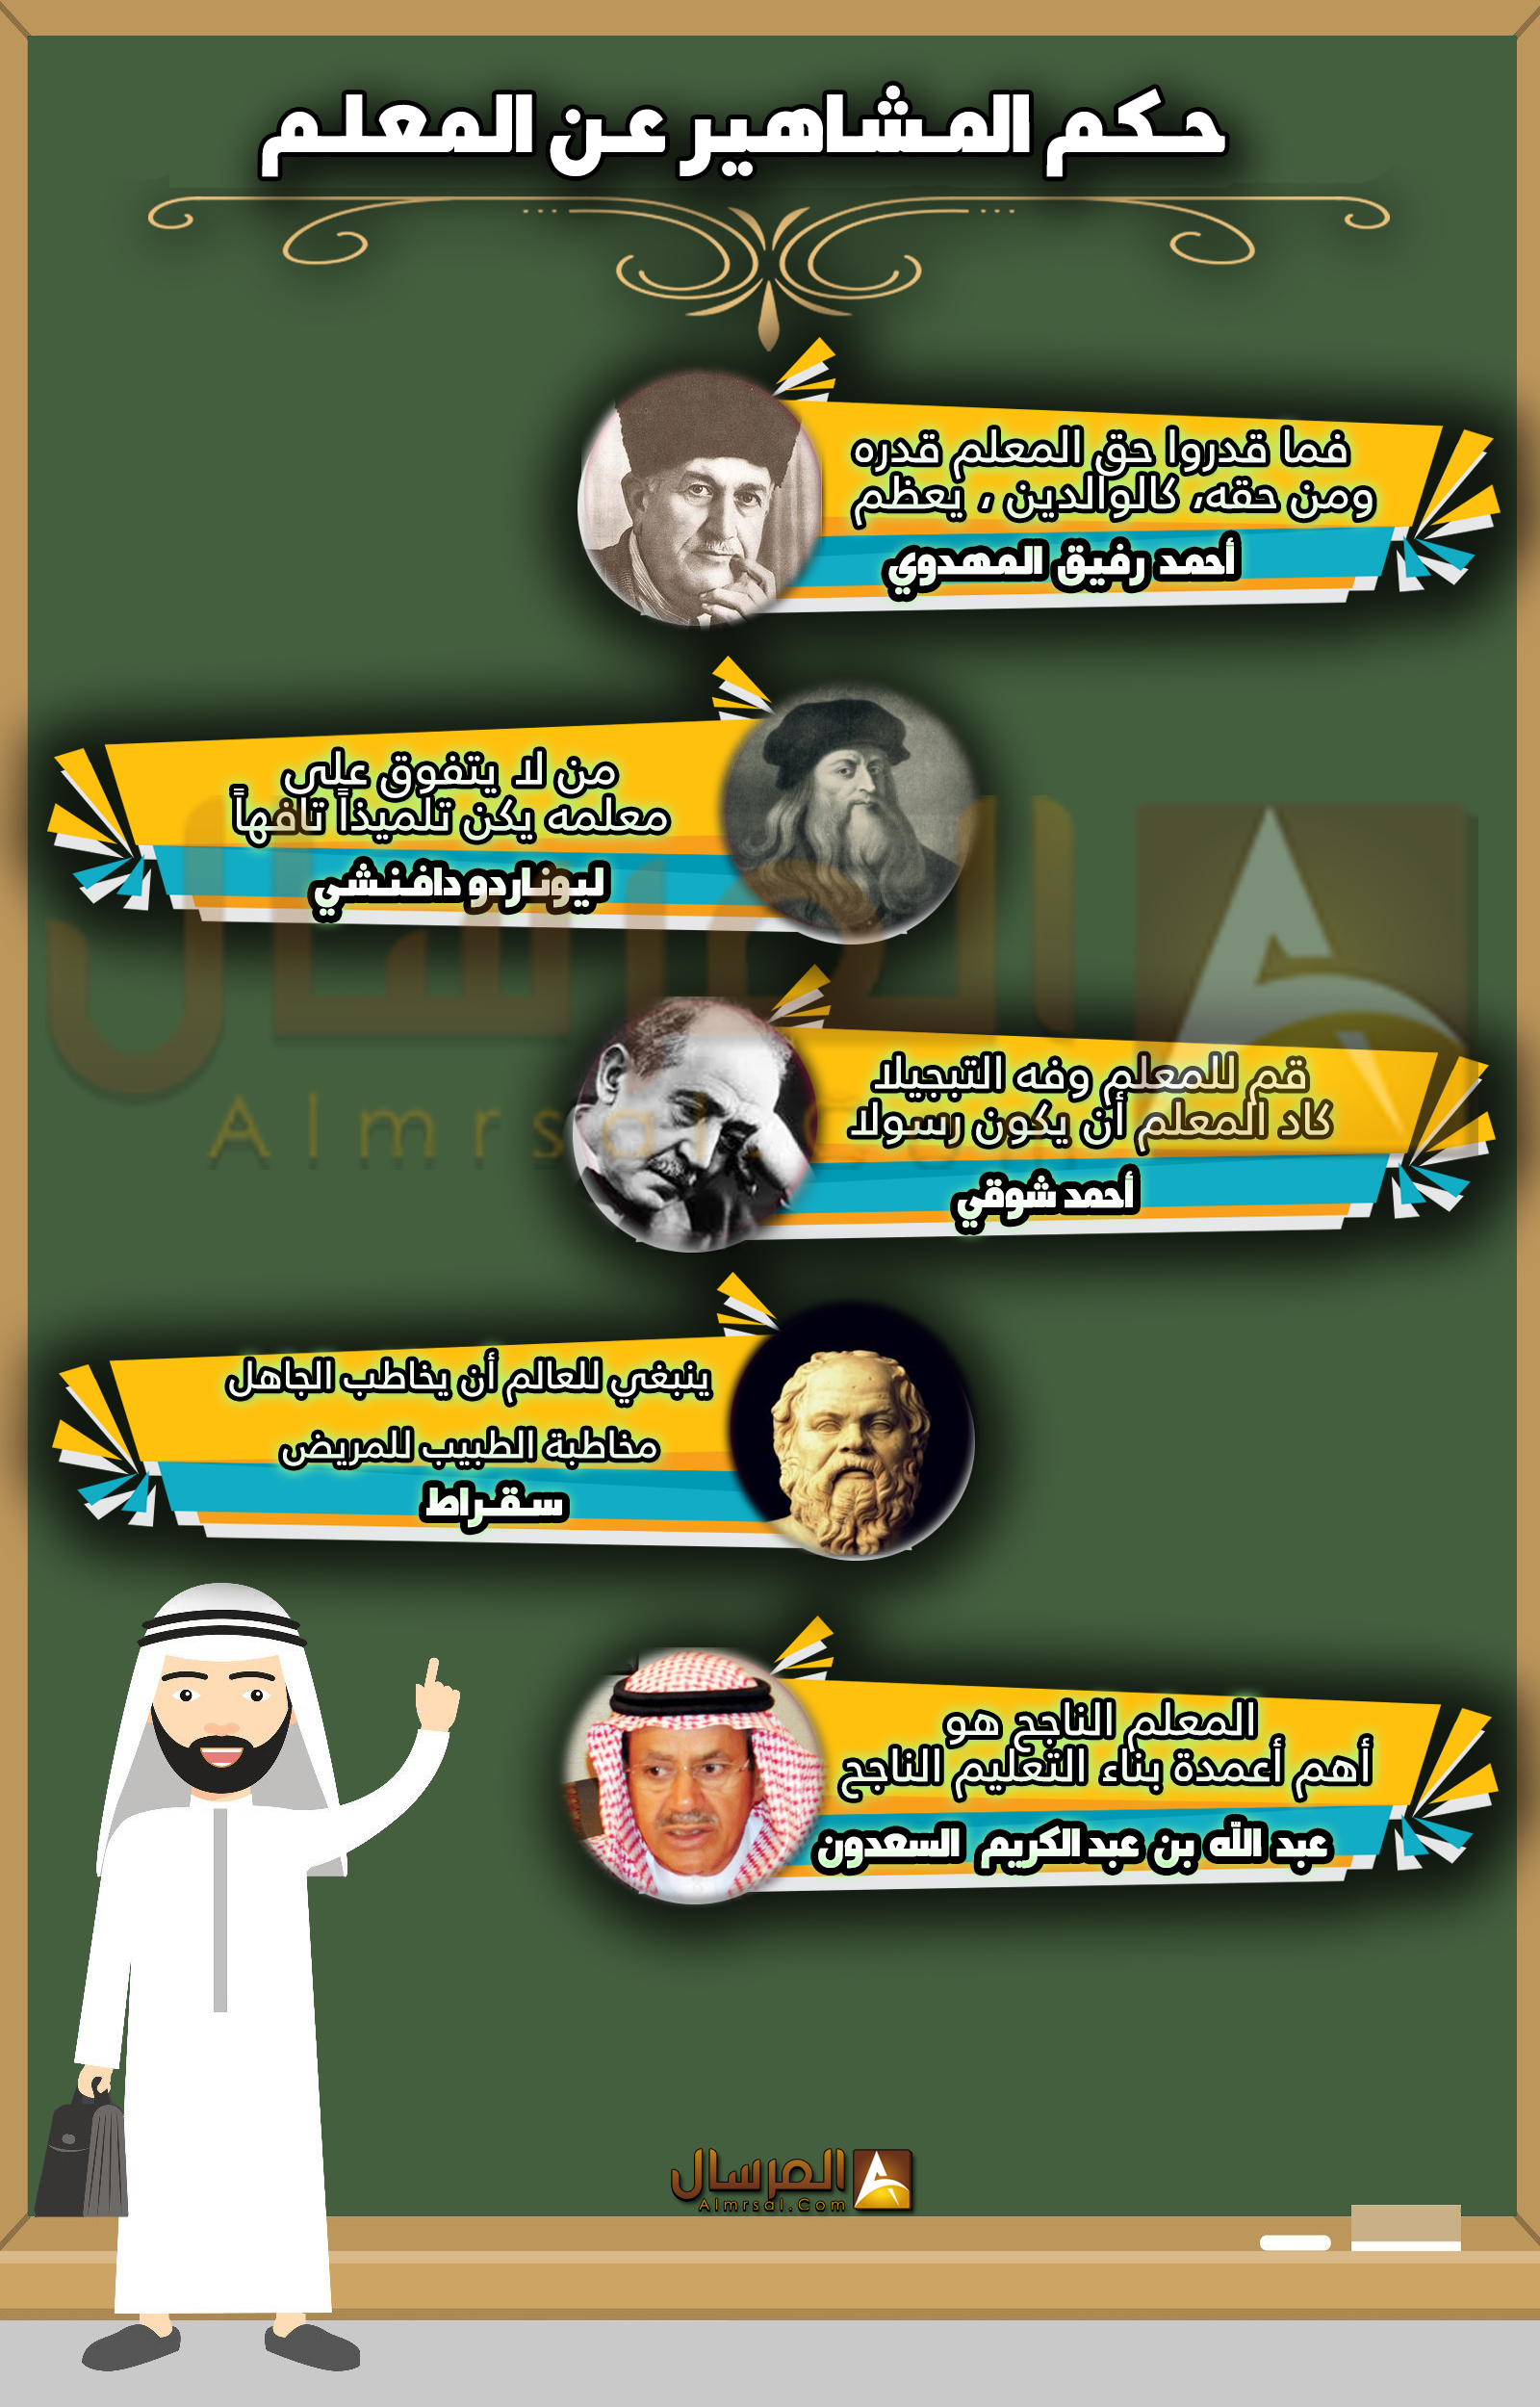 حكم المشاهير عن المعلم
فما قدروا حق المعلم قدره
ومن حقه، كالوالدين ، يعظم
أحمد رفيق المهدوي
من لا يتفوق على
معلمه يكن تلميذاً تافهاً
ليوناردو دافنشي
قم للمعلم وفه التبجيلا
كاد المعلم أن يكون رسولا
أحمد شوقي
ينبغي للعالم أن يخاطب الجاهل
مخاطبة الطبيب للمريض
سقراط
المعلم الناجح هو
أهم أعمدة بناء التعليم الناجح
عبد الله بن عبد الكريم السعدون
المرسال
Almrsal.Com
المرسال
Almrsal.Com